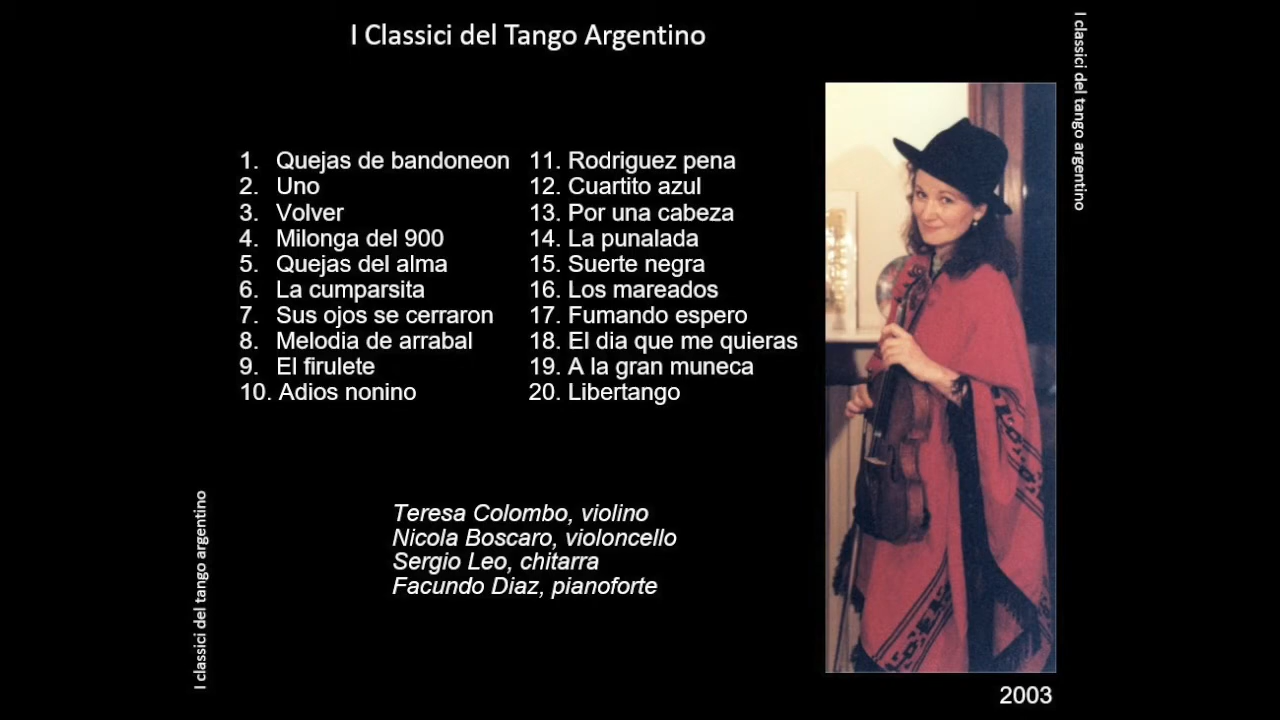 I Classici del Tango Argentino
1. Quejas de bandoneon
2. Uno
3. Volver
4. Milonga del 900
5. Quejas del alma
6. La cumparsita
7. Sus ojos se cerraron
8. Melodia de arrabal
9. El firulete
10. Adios nonino
11. Rodriguez pena
12. Cuartito azul
13. Por una cabeza
14. La punalada
15. Suerte negra
16. Los mareados
17. Fumando espero
18. El dia que me quieras
19. A la gran muneca
20. Libertango
Teresa Colombo, violino
Nicola Boscaro, violoncello
Sergio Leo, chitarra
Facundo Diaz, pianoforte
I classici del tango argentino
I classici del tango argentino
2003